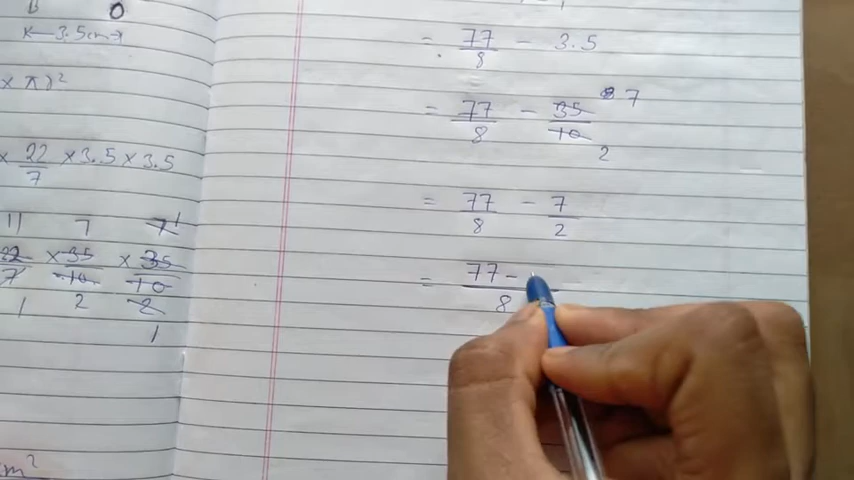 B O
← 3.5cm →
× πr²
× 22/7 × 3.5 × 3.5
11 7 7 1
22/7 × 35/10 × 35/10
1 2 2
1
m²
= 77/8 - 3.5
= 77/8 - 35/10 7
2
= 77/8 - 7/2
= 77 -
8